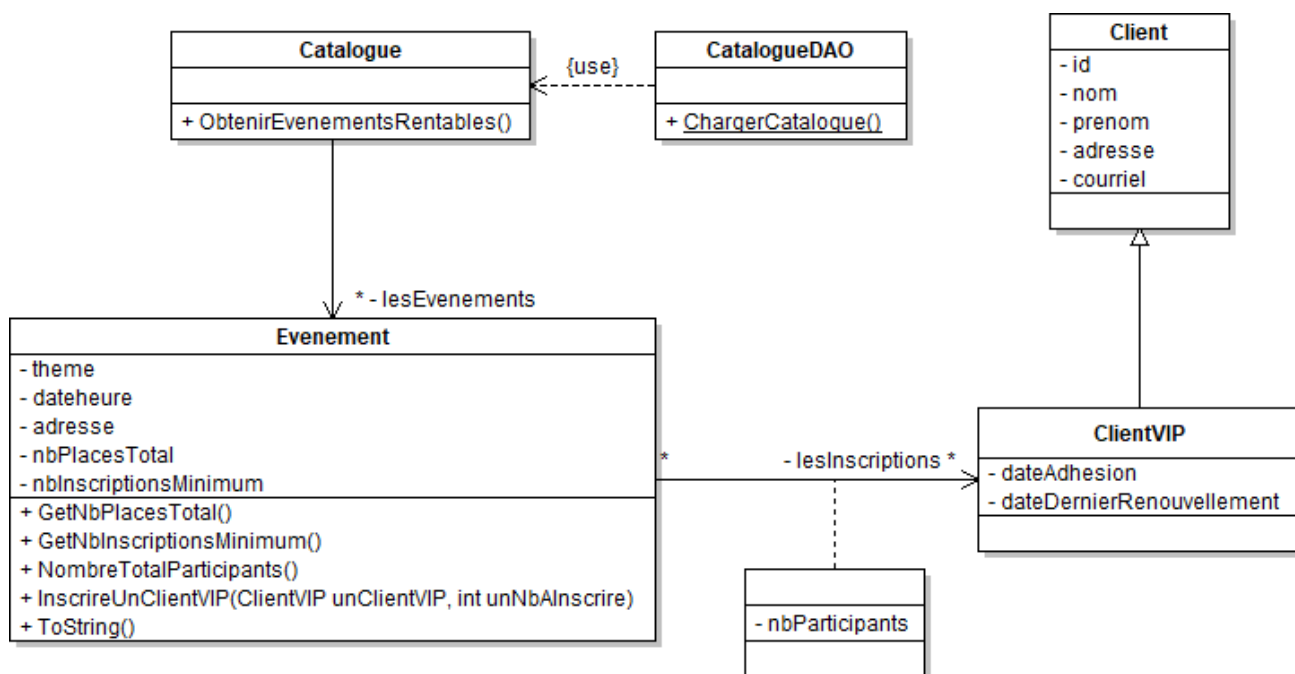 Catalogue
+ ObtenirEvenementsRentables()
{use}
CatalogueDAO
+ ChargerCatalogue()
Client
- id
- nom
- prenom
- adresse
- courriel
* - lesEvenements
Evenement
- theme
- dateheure
- adresse
- nbPlacesTotal
- nbInscriptionsMinimum
+ GetNbPlacesTotal()
+ GetNbInscriptionsMinimum()
+ NombreTotalParticipants()
+ InscrireUnClientVIP(ClientVIP unClientVIP, int unNbAInscrire)
+ ToString()
*
- lesInscriptions *
ClientVIP
- dateAdhesion
- dateDernierRenouvellement
- nbParticipants